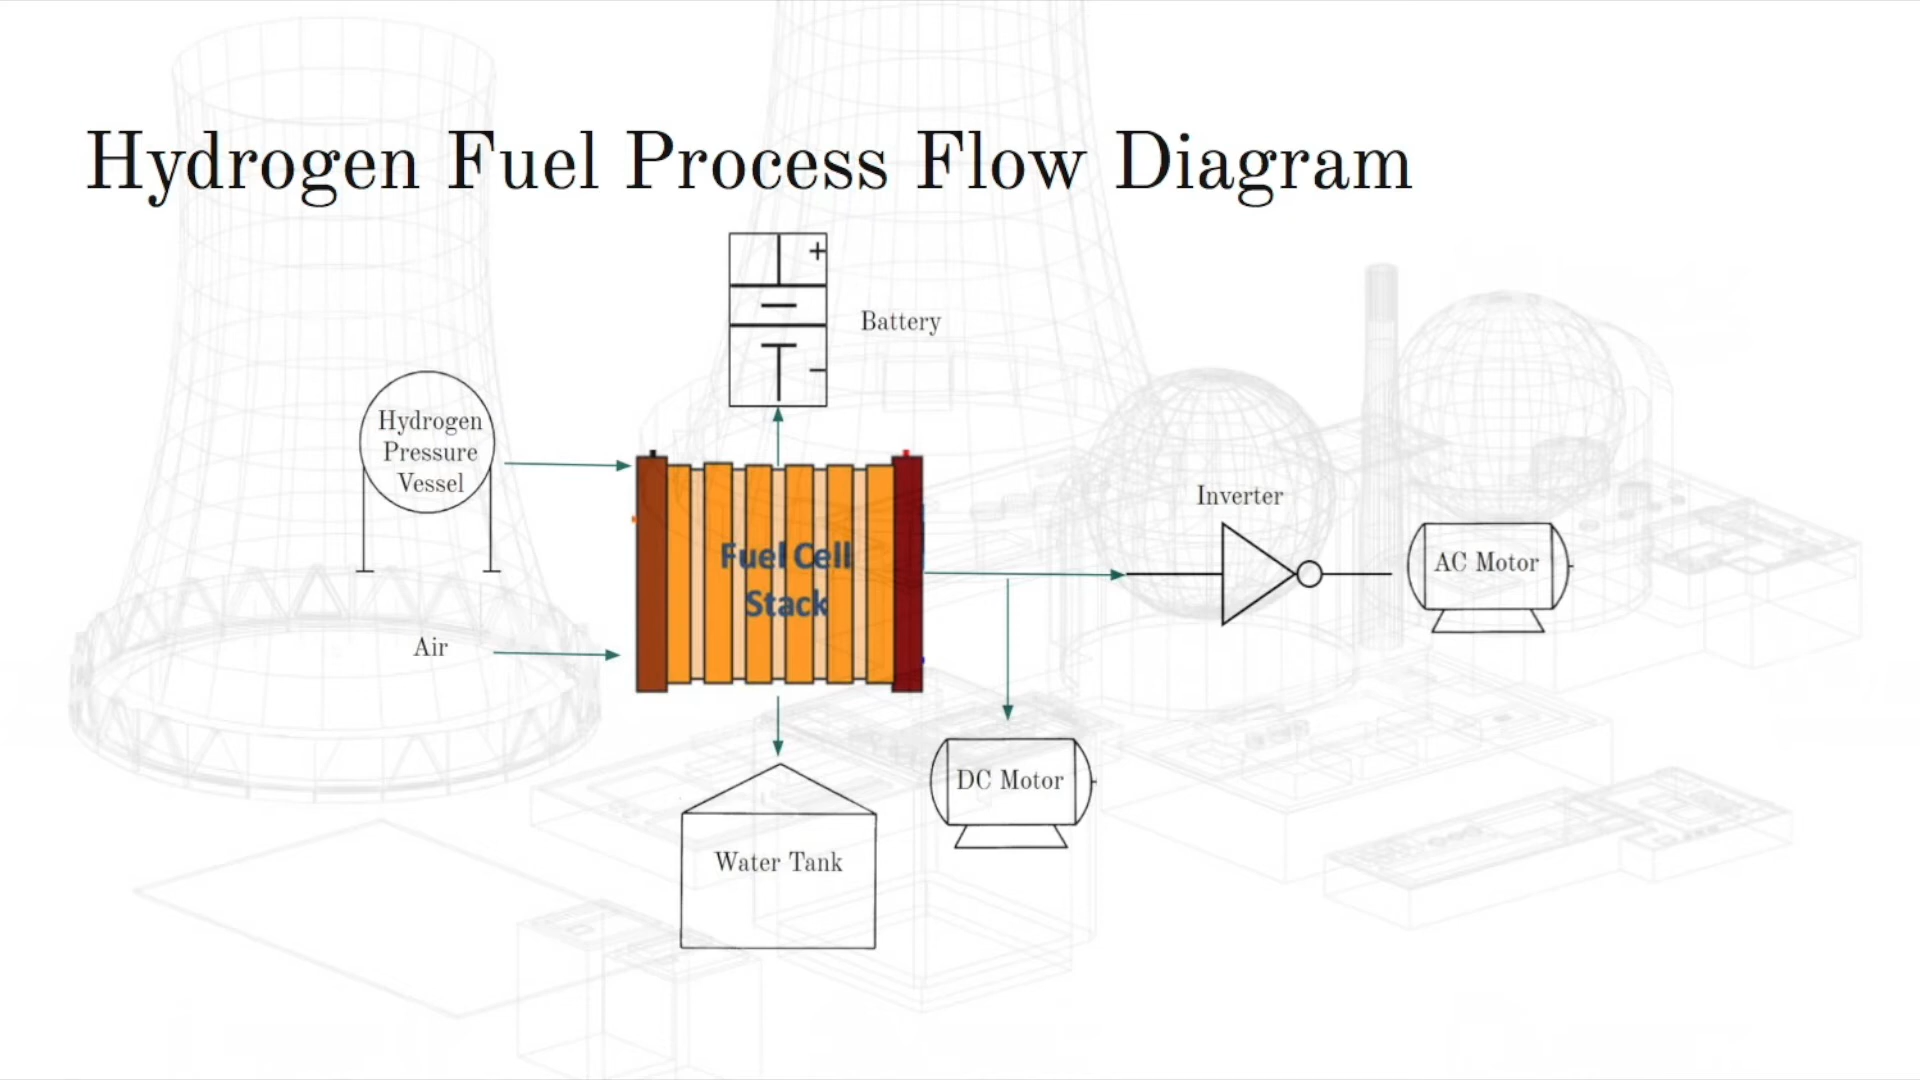 Hydrogen Fuel Process Flow Diagram
+
Battery
−
Hydrogen
Pressure
Vessel
Inverter
Fuel Cell
Stack
AC Motor
Air
DC Motor
Water Tank